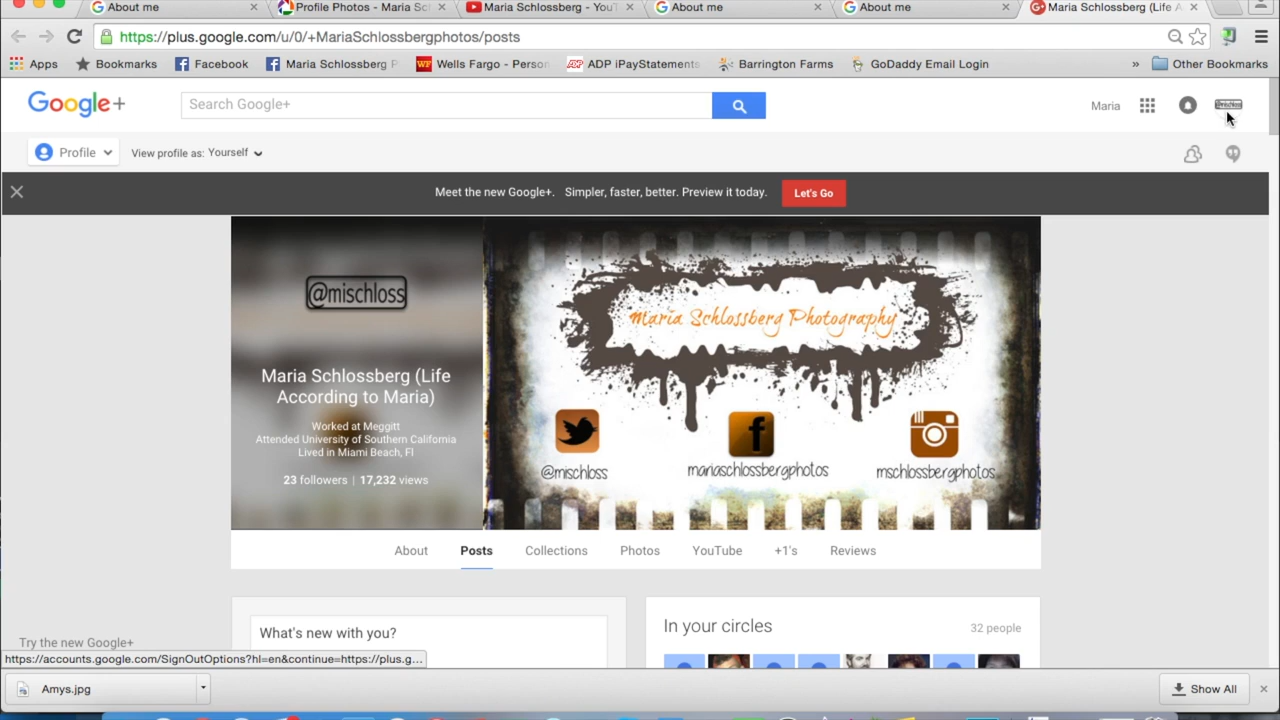 About me
Profile Photos - Maria Sc
Maria Schlossberg - YouT
About me
About me
Maria Schlossberg (Life A
https://plus.google.com/u/0/+MariaSchlossbergphotos/posts
Apps
Bookmarks
Facebook
Maria Schlossberg P
Wells Fargo - Person
ADP iPayStatements
Barrington Farms
GoDaddy Email Login
»
Other Bookmarks
Google+
Search Google+
Maria
@mischloss
Profile
View profile as: Yourself
Meet the new Google+. Simpler, faster, better. Preview it today.
Let's Go
@mischloss
Maria Schlossberg (Life
According to Maria)
Worked at Meggitt
Attended University of Southern California
Lived in Miami Beach, Fl
23 followers | 17,232 views
Maria Schlossberg Photography
@mischloss
mariaschlossbergphotos
mschlossbergphotos
About
Posts
Collections
Photos
YouTube
+1's
Reviews
What's new with you?
In your circles
32 people
Try the new Google+
https://accounts.google.com/SignOutOptions?hl=en&continue=https://plus.g...
Amys.jpg
Show All